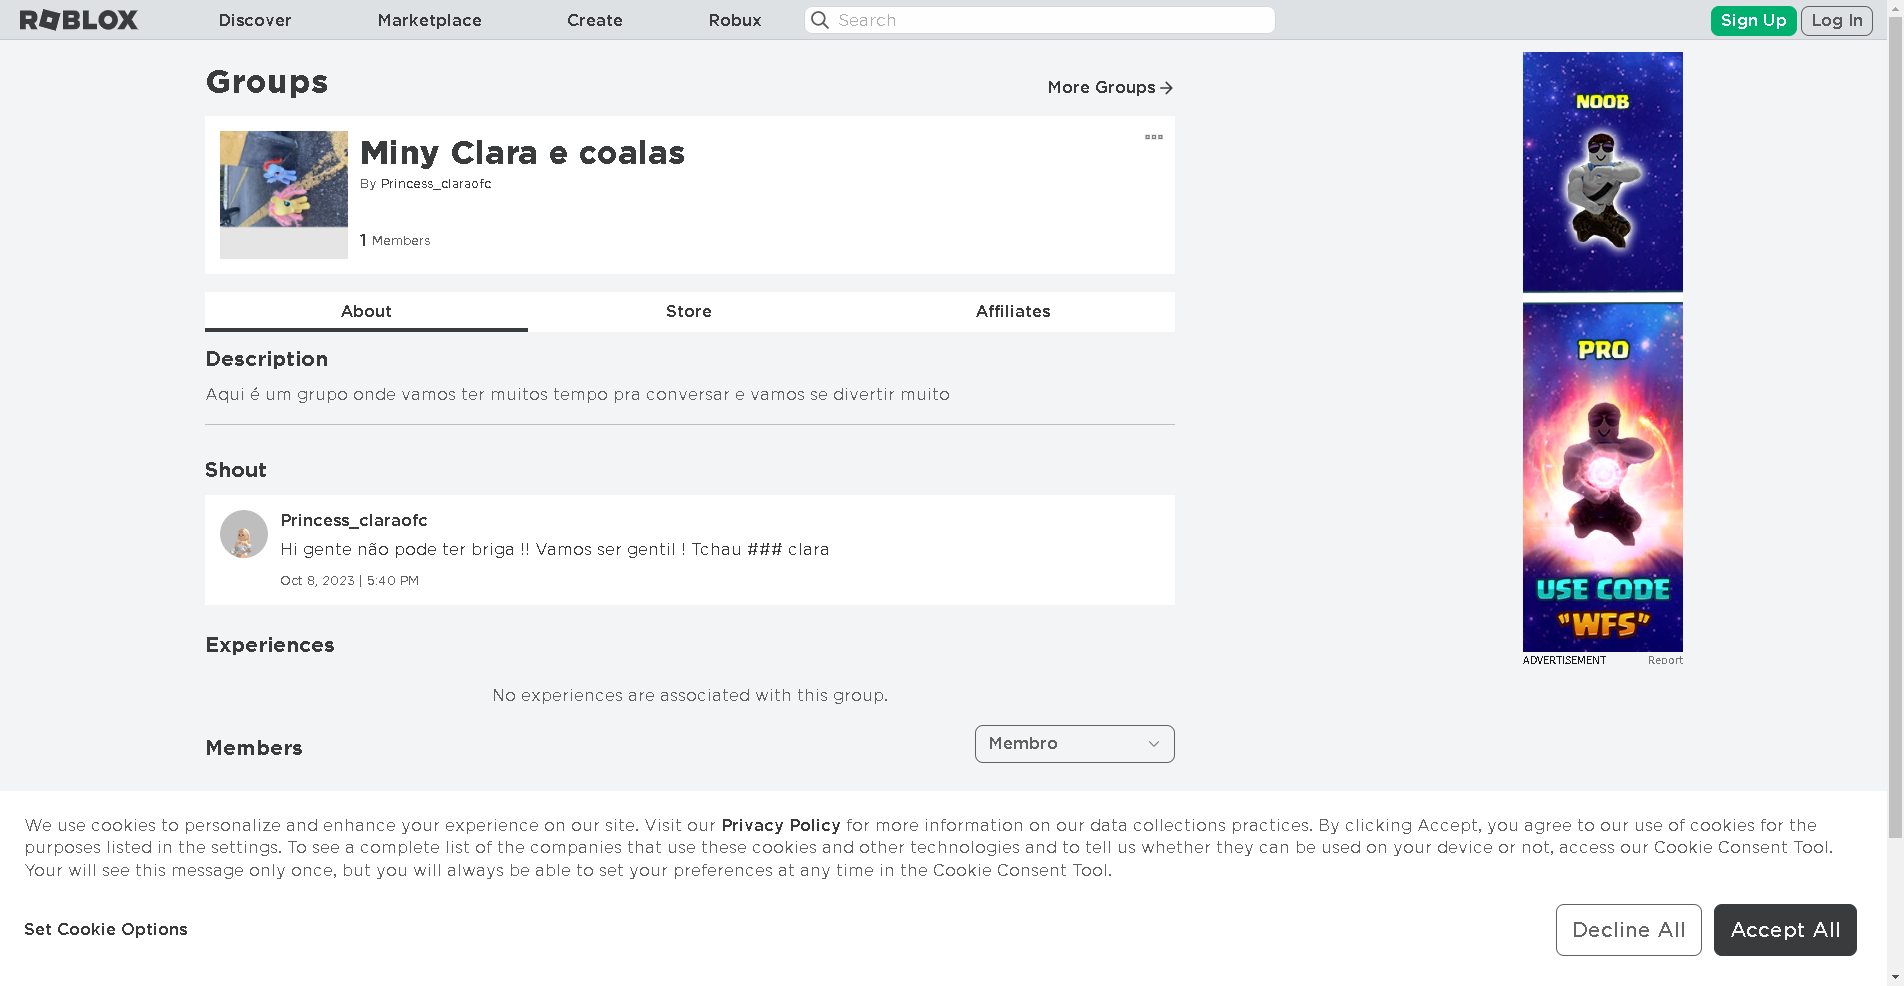 ROBLOX
Discover
Marketplace
Create
Robux
Search
Sign Up
Log In
Groups
More Groups
Miny Clara e coalas
By Princess_claraofc
1 Members
About
Store
Affiliates
Description
Aqui é um grupo onde vamos ter muitos tempo pra conversar e vamos se divertir muito
Shout
Princess_claraofc
Hi gente não pode ter briga !! Vamos ser gentil ! Tchau ### clara
Oct 8, 2023 | 5:40 PM
Experiences
No experiences are associated with this group.
Members
Membro
NOOB
PRO
USE CODE
"WFS"
ADVERTISEMENT
Report
We use cookies to personalize and enhance your experience on our site. Visit our Privacy Policy for more information on our data collections practices. By clicking Accept, you agree to our use of cookies for the
purposes listed in the settings. To see a complete list of the companies that use these cookies and other technologies and to tell us whether they can be used on your device or not, access our Cookie Consent Tool.
Your will see this message only once, but you will always be able to set your preferences at any time in the Cookie Consent Tool.
Set Cookie Options
Decline All
Accept All